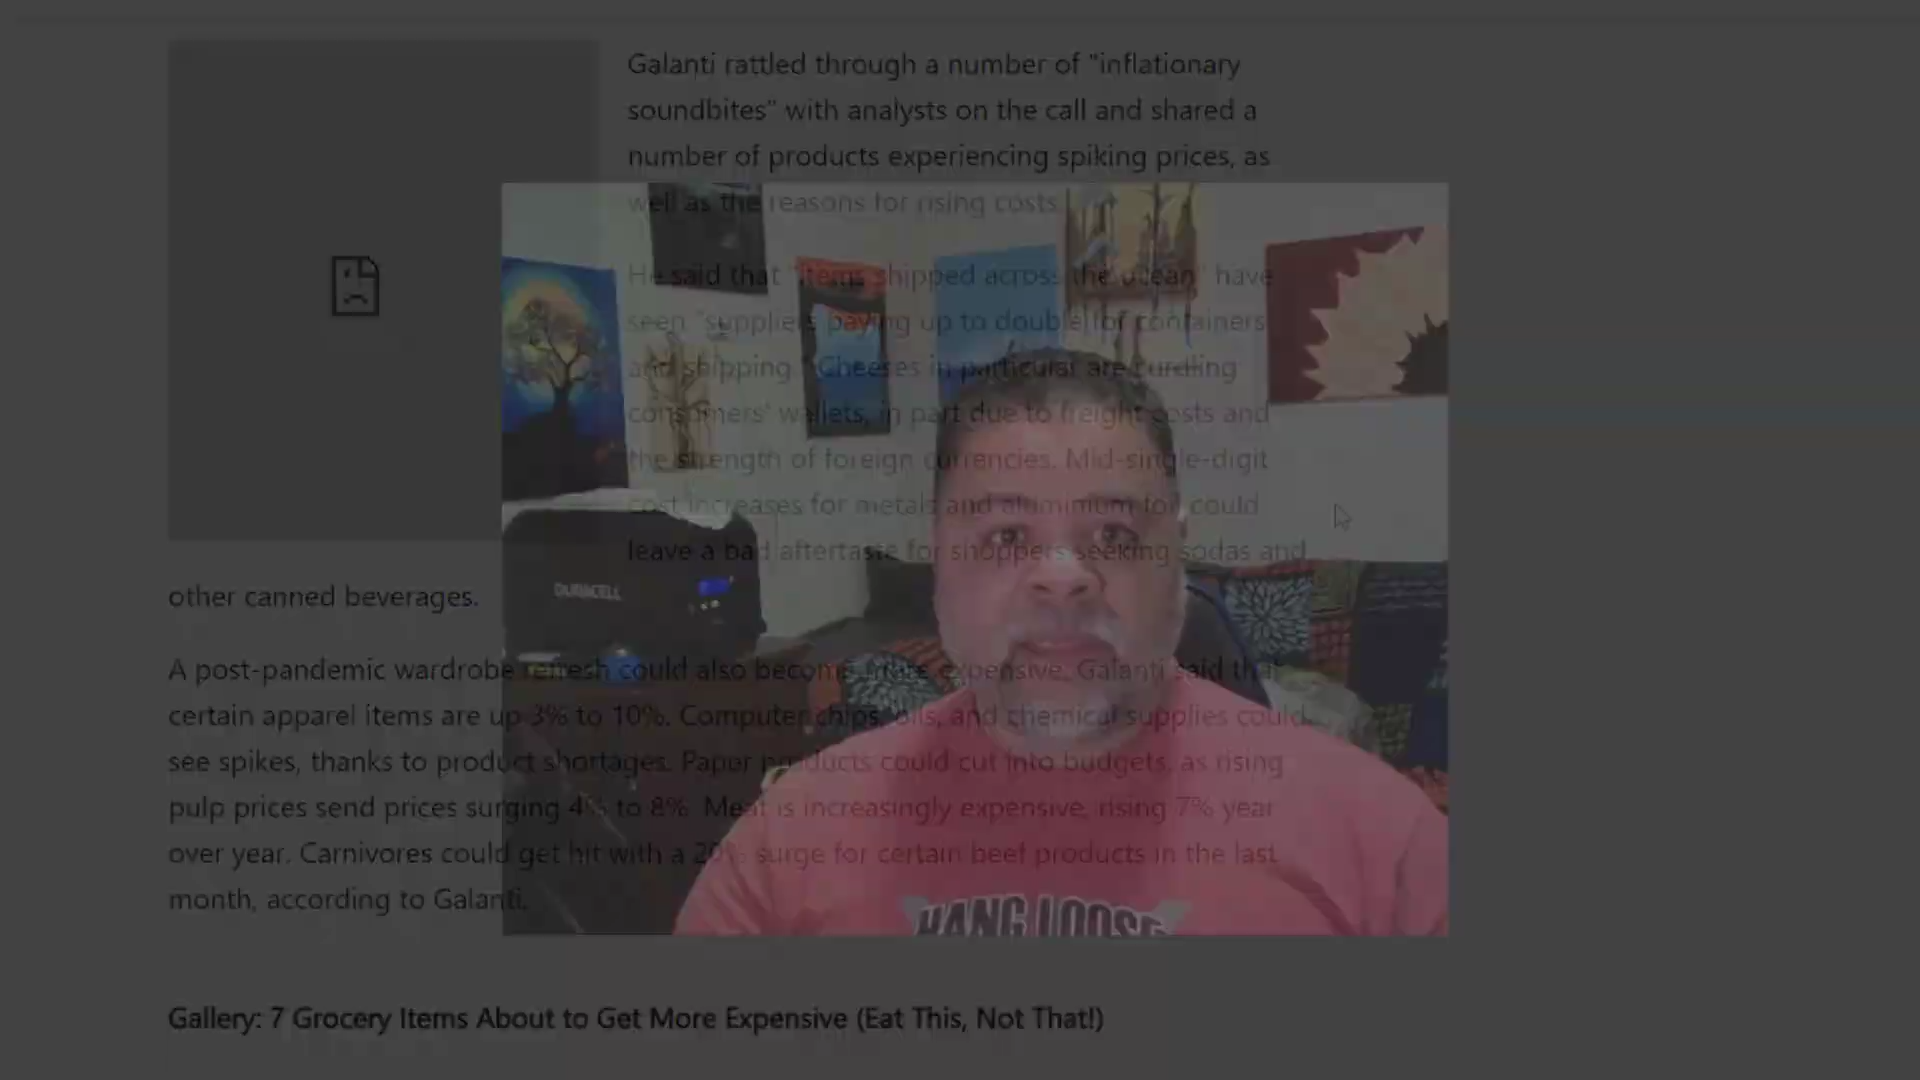 Galanti rattled through a number of "inflationary
soundbites" with analysts on the call and shared a
number of products experiencing spiking prices, as
well as the reasons for rising costs.
He said that "items shipped across the ocean" have
seen "suppliers paying up to double for containers
and shipping." Cheeses in particular are curdling
consumers' wallets, in part due to freight costs and
the strength of foreign currencies. Mid-single-digit
cost increases for metals and aluminum foil could
leave a bad aftertaste for shoppers seeking sodas and
other canned beverages.
DURACELL
A post-pandemic wardrobe refresh could also become more expensive. Galanti said that
certain apparel items are up 3% to 10%. Computer chips, oils, and chemical supplies could
see spikes, thanks to product shortages. Paper products could cut into budgets, as rising
pulp prices send prices surging 4% to 8%. Meat is increasingly expensive, rising 7% year
over year. Carnivores could get hit with a 20% surge for certain beef products in the last
month, according to Galanti.
HANG LOOSE
Gallery: 7 Grocery Items About to Get More Expensive (Eat This, Not That!)